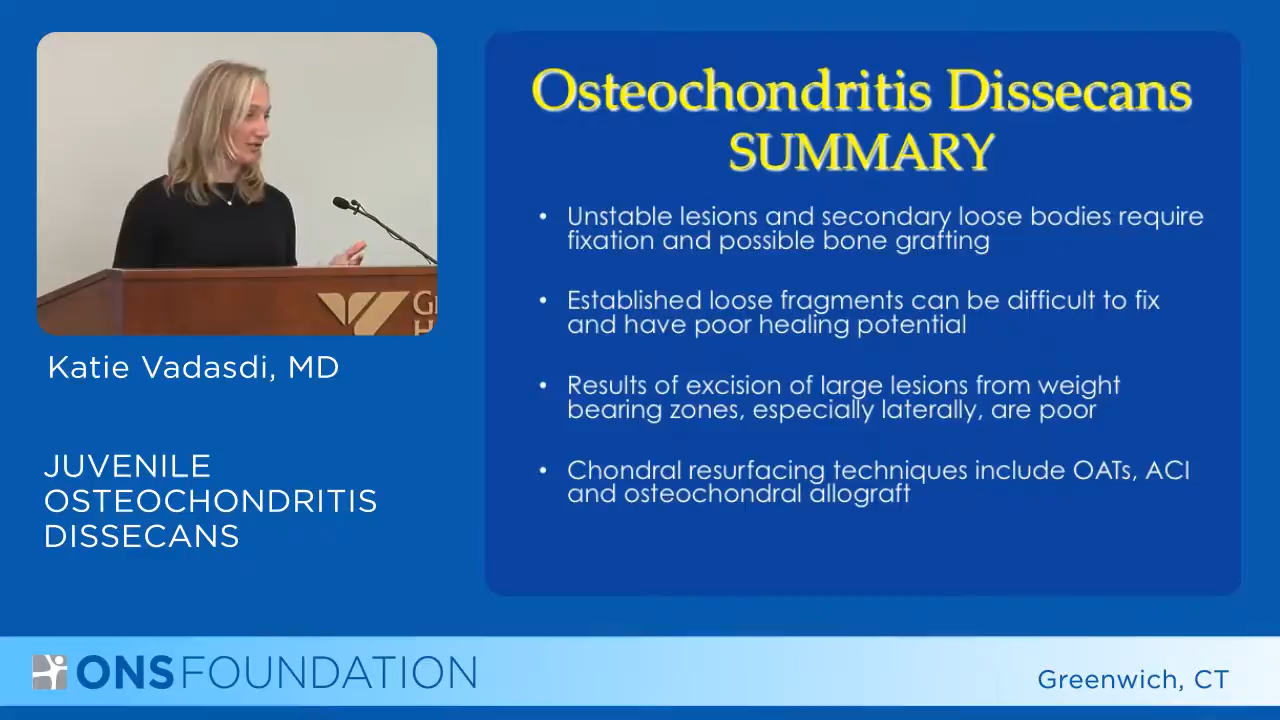 Osteochondritis Dissecans
SUMMARY
• Unstable lesions and secondary loose bodies require
fixation and possible bone grafting
• Established loose fragments can be difficult to fix
and have poor healing potential
• Results of excision of large lesions from weight
bearing zones, especially laterally, are poor
• Chondral resurfacing techniques include OATs, ACI
and osteochondral allograft
Katie Vadasdi, MD
JUVENILE
OSTEOCHONDRITIS
DISSECANS
ONS FOUNDATION
Greenwich, CT